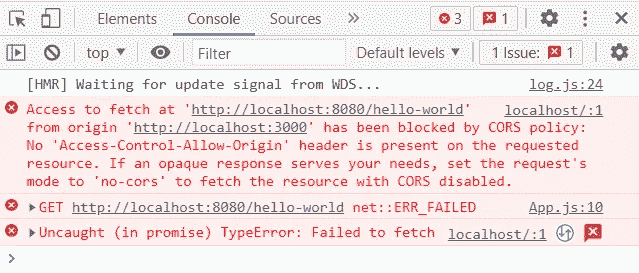 Elements Console Sources » 3 1
top Filter Default levels 1 Issue: 1
[HMR] Waiting for update signal from WDS... log.js:24
Access to fetch at 'http://localhost:8080/hello-world' localhost/:1
from origin 'http://localhost:3000' has been blocked by CORS policy:
No 'Access-Control-Allow-Origin' header is present on the requested
resource. If an opaque response serves your needs, set the request's
mode to 'no-cors' to fetch the resource with CORS disabled.
GET http://localhost:8080/hello-world net::ERR_FAILED App.js:10
Uncaught (in promise) TypeError: Failed to fetch localhost/:1